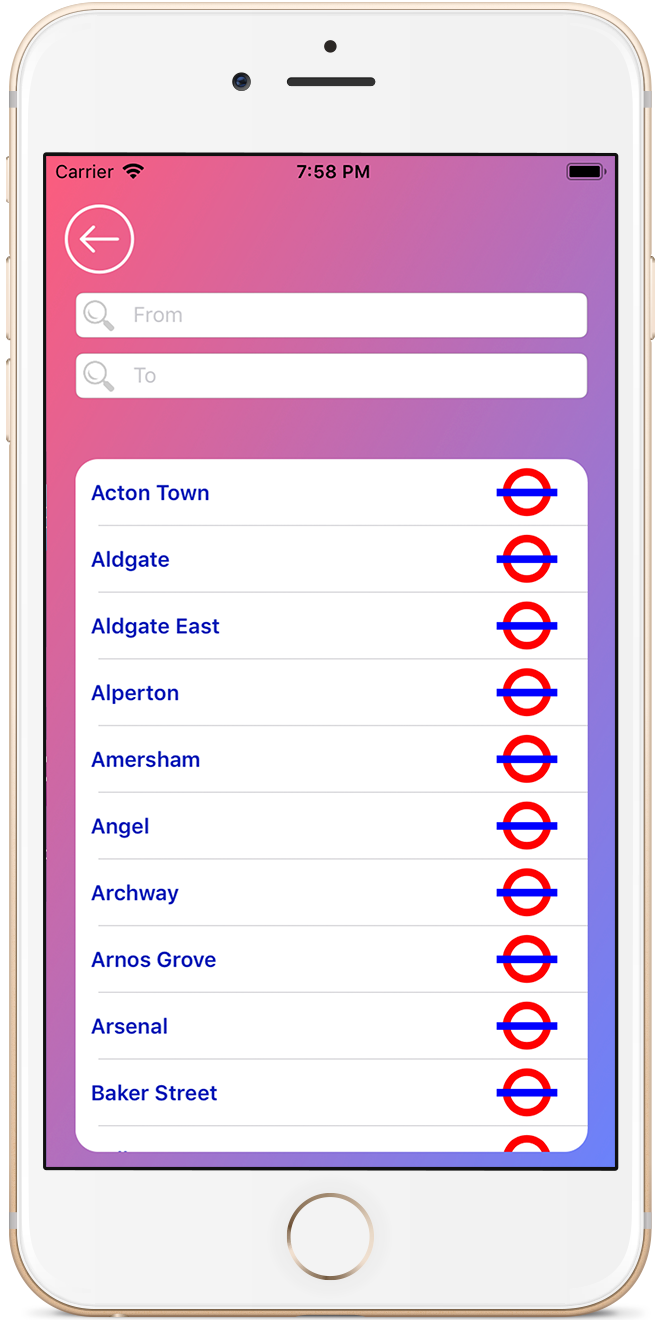 Carrier 7:58 PM
From
To
Acton Town
Aldgate
Aldgate East
Alperton
Amersham
Angel
Archway
Arnos Grove
Arsenal
Baker Street